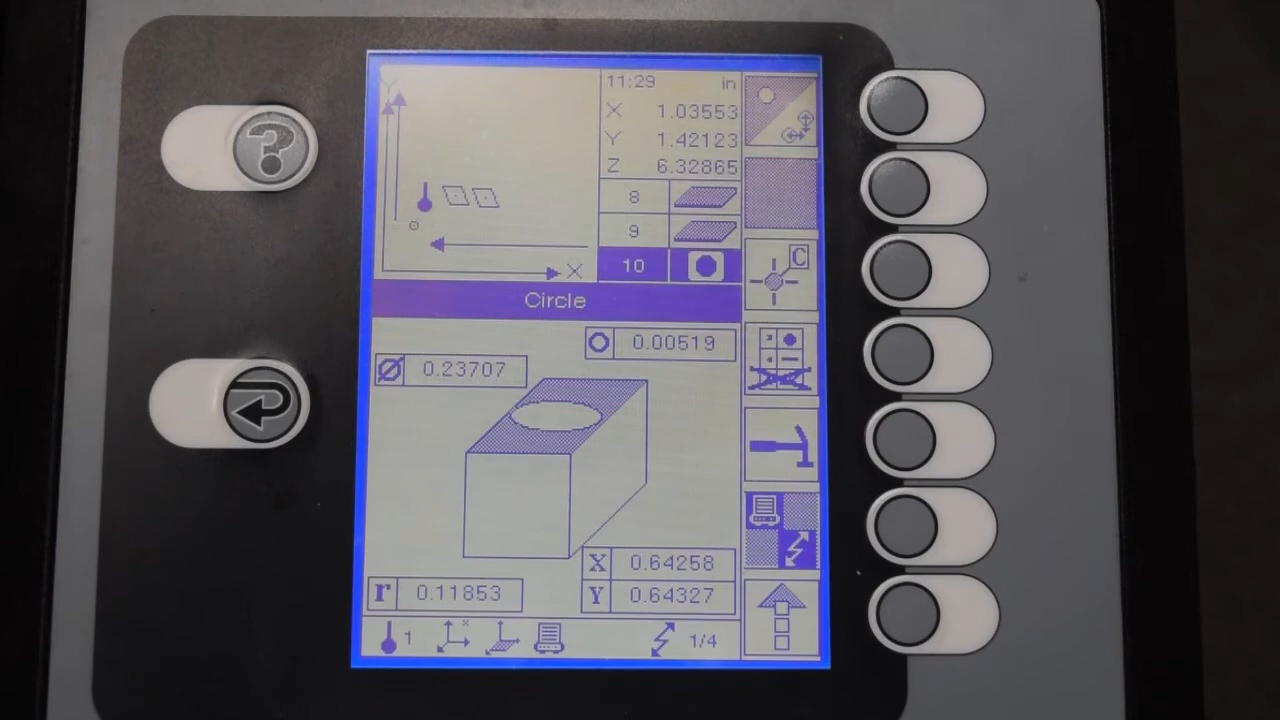 ?
Y
11:29 in
X 1.03553
Y 1.42123
Z 6.32865
8
9
10
X
C
Circle
0.00519
Ø 0.23707
X 0.64258
r 0.11853
Y 0.64327
1
x
1/4